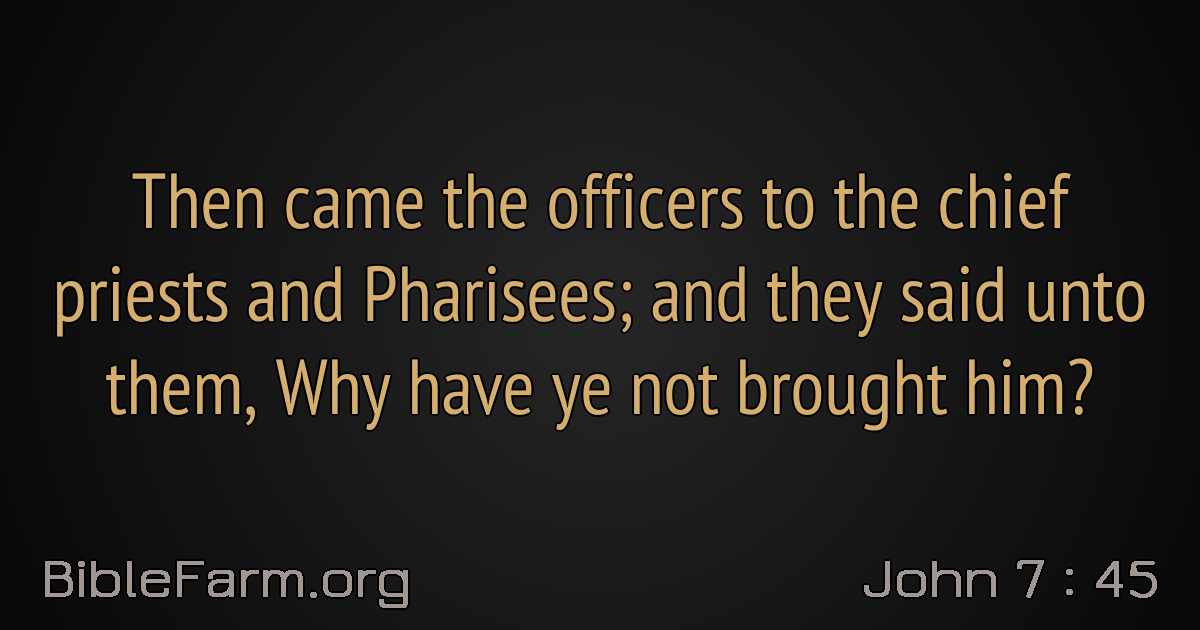 Then came the officers to the chief
priests and Pharisees; and they said unto
them, Why have ye not brought him?
BibleFarm.org
John 7 : 45